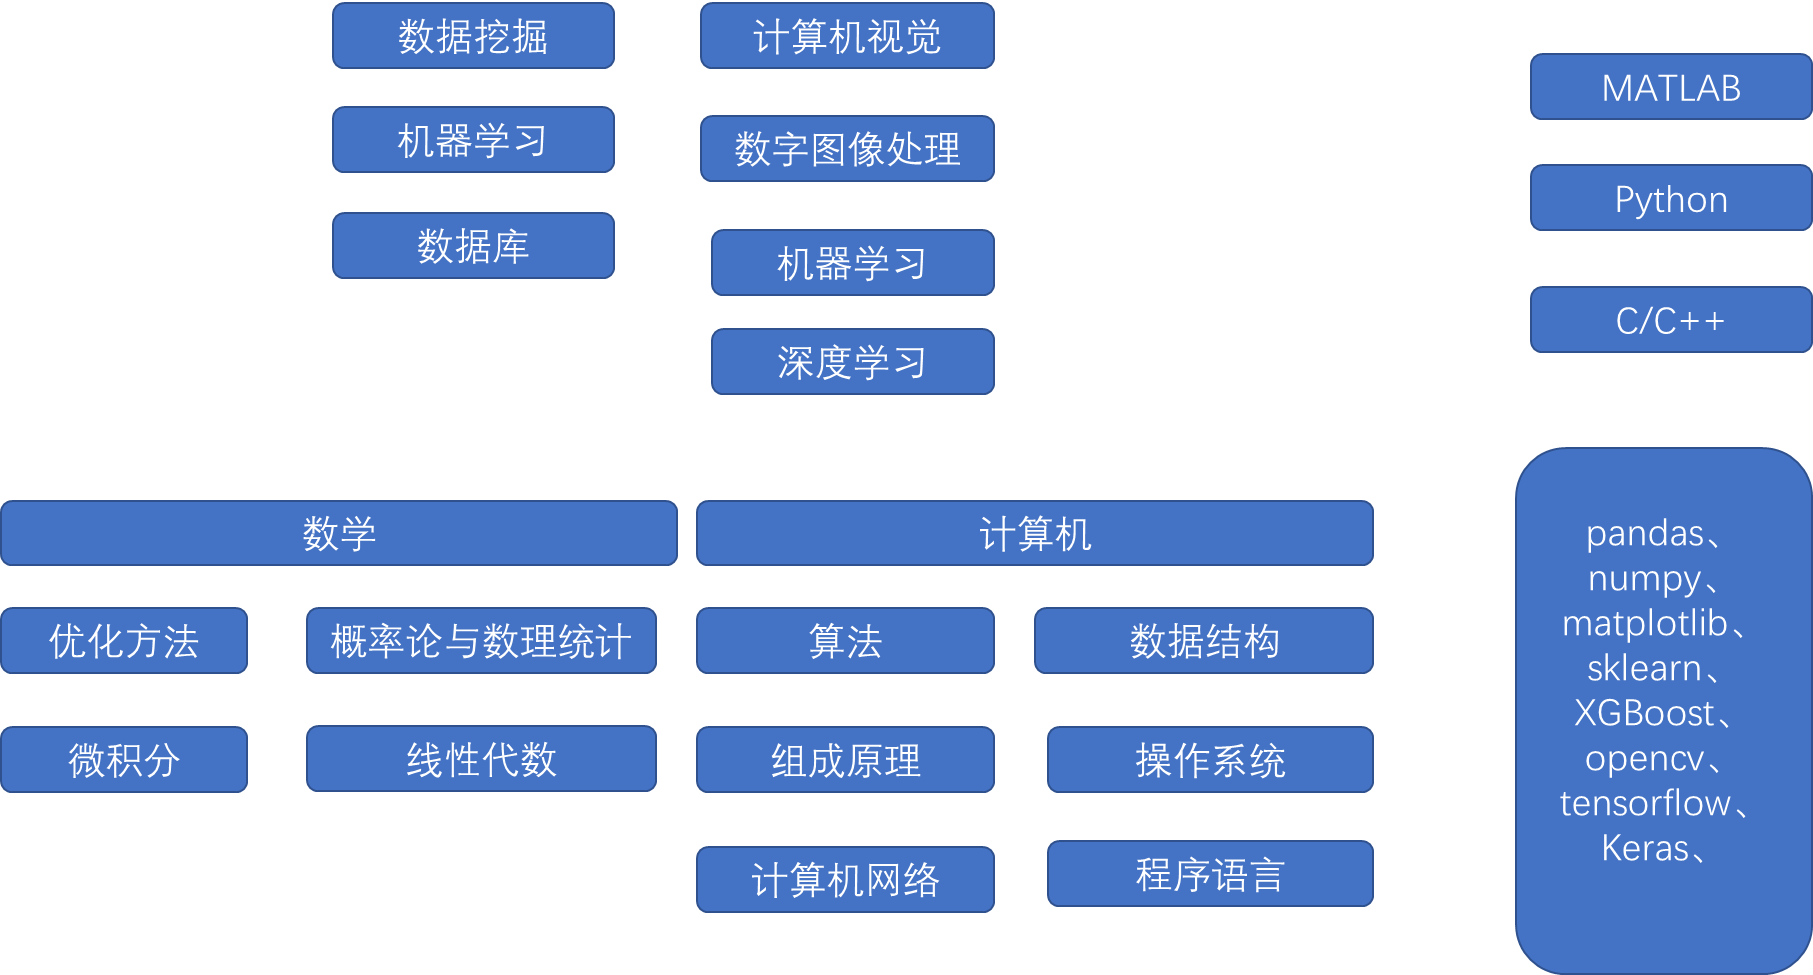 数据挖掘
机器学习
数据库
计算机视觉
数字图像处理
机器学习
深度学习
MATLAB
Python
C/C++
数学
优化方法
概率论与数理统计
微积分
线性代数
计算机
算法
数据结构
组成原理
操作系统
计算机网络
程序语言
pandas、
numpy、
matplotlib、
sklearn、
XGBoost、
opencv、
tensorflow、
Keras、